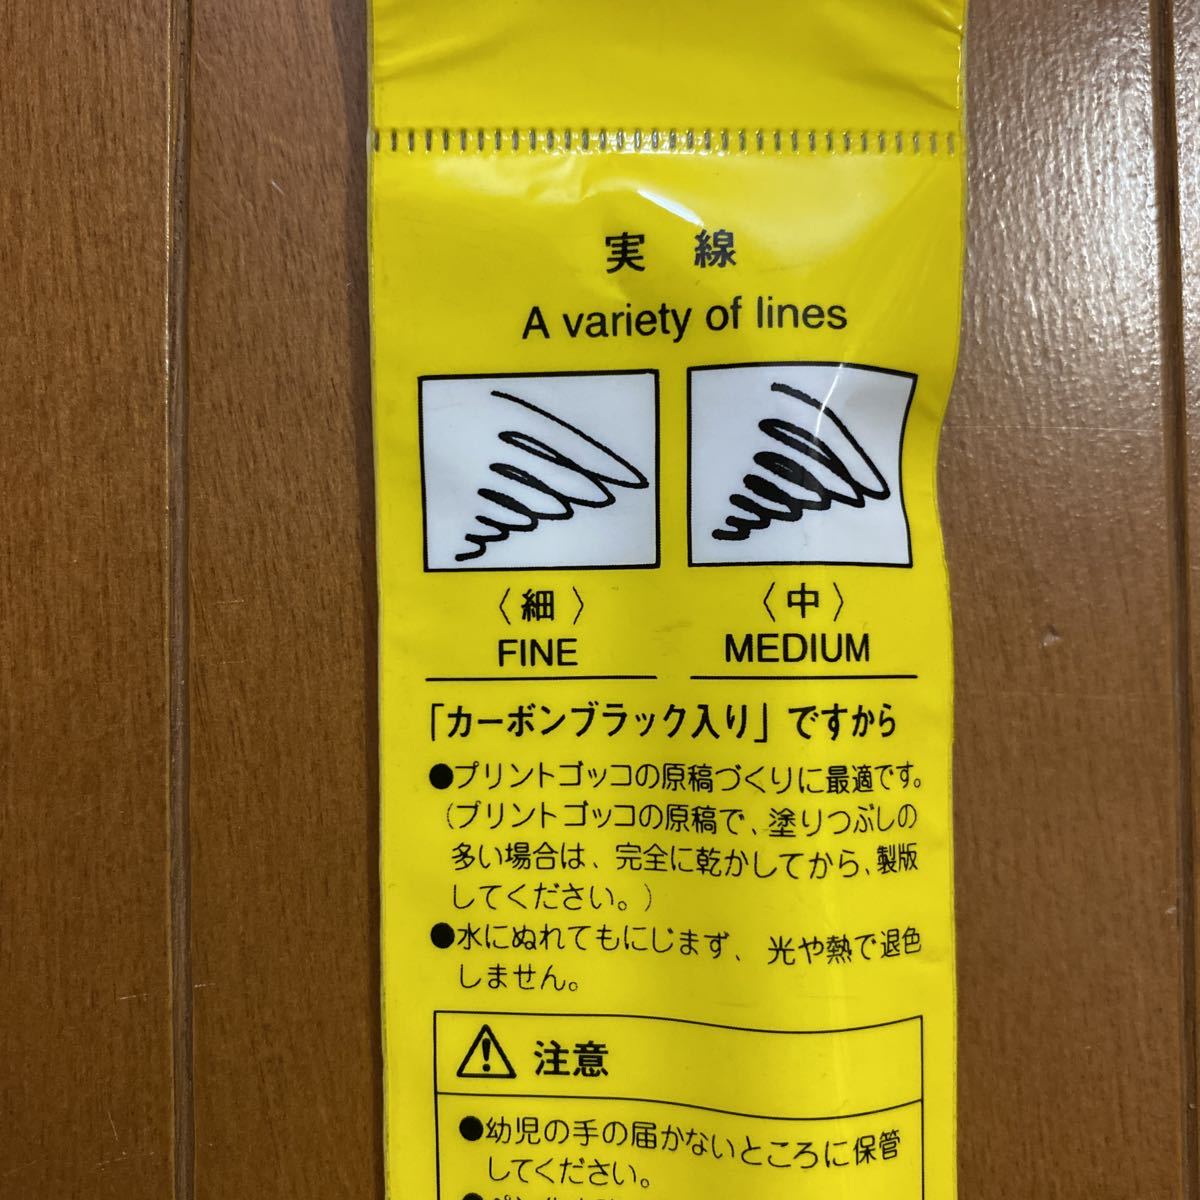 実 線
A variety of lines
〈細〉 〈中〉
FINE MEDIUM
「カーボンブラック入り」ですから
●プリントゴッコの原稿づくりに最適です。
(プリントゴッコの原稿で、塗りつぶしの
多い場合は、完全に乾かしてから、製版
してください。)
●水にぬれてもにじまず、光や熱で退色
しません。
注意
●幼児の手の届かないところに保管
してください。